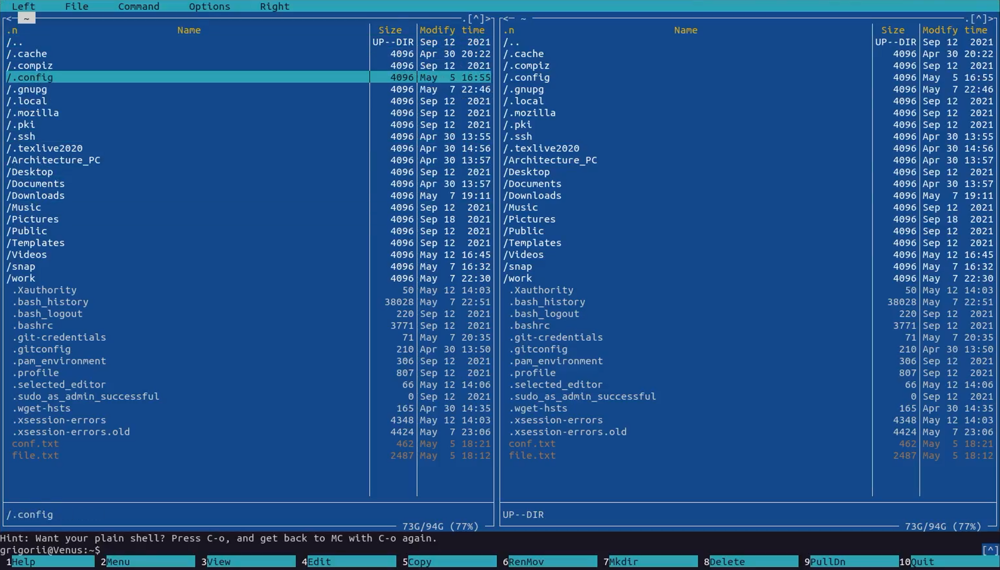 Left File Command Options Right
<─ ~ .[^]>
.n Name Size Modify time
/.. UP--DIR Sep 12 2021
/.cache 4096 Apr 30 20:22
/.compiz 4096 Sep 12 2021
/.config 4096 May 5 16:55
/.gnupg 4096 May 7 22:46
/.local 4096 Sep 12 2021
/.mozilla 4096 Sep 12 2021
/.pki 4096 Sep 12 2021
/.ssh 4096 Apr 30 13:55
/.texlive2020 4096 Apr 30 14:56
/Architecture_PC 4096 Apr 30 13:57
/Desktop 4096 Sep 12 2021
/Documents 4096 Apr 30 13:57
/Downloads 4096 May 7 19:11
/Music 4096 Sep 12 2021
/Pictures 4096 Sep 18 2021
/Public 4096 Sep 12 2021
/Templates 4096 Sep 12 2021
/Videos 4096 May 12 16:45
/snap 4096 May 7 16:32
/work 4096 May 7 22:30
.Xauthority 50 May 12 14:03
.bash_history 38028 May 7 22:51
.bash_logout 220 Sep 12 2021
.bashrc 3771 Sep 12 2021
.git-credentials 71 May 7 20:35
.gitconfig 210 Apr 30 13:50
.pam_environment 306 Sep 12 2021
.profile 807 Sep 12 2021
.selected_editor 66 May 12 14:06
.sudo_as_admin_successful 0 Sep 12 2021
.wget-hsts 165 Apr 30 14:35
.xsession-errors 4348 May 12 14:03
.xsession-errors.old 4424 May 7 23:06
conf.txt 462 May 5 18:21
file.txt 2487 May 5 18:12
/.config
73G/94G (77%)
<─ ~ .[^]>
.n Name Size Modify time
/.. UP--DIR Sep 12 2021
/.cache 4096 Apr 30 20:22
/.compiz 4096 Sep 12 2021
/.config 4096 May 5 16:55
/.gnupg 4096 May 7 22:46
/.local 4096 Sep 12 2021
/.mozilla 4096 Sep 12 2021
/.pki 4096 Sep 12 2021
/.ssh 4096 Apr 30 13:55
/.texlive2020 4096 Apr 30 14:56
/Architecture_PC 4096 Apr 30 13:57
/Desktop 4096 Sep 12 2021
/Documents 4096 Apr 30 13:57
/Downloads 4096 May 7 19:11
/Music 4096 Sep 12 2021
/Pictures 4096 Sep 18 2021
/Public 4096 Sep 12 2021
/Templates 4096 Sep 12 2021
/Videos 4096 May 12 16:45
/snap 4096 May 7 16:32
/work 4096 May 7 22:30
.Xauthority 50 May 12 14:03
.bash_history 38028 May 7 22:51
.bash_logout 220 Sep 12 2021
.bashrc 3771 Sep 12 2021
.git-credentials 71 May 7 20:35
.gitconfig 210 Apr 30 13:50
.pam_environment 306 Sep 12 2021
.profile 807 Sep 12 2021
.selected_editor 66 May 12 14:06
.sudo_as_admin_successful 0 Sep 12 2021
.wget-hsts 165 Apr 30 14:35
.xsession-errors 4348 May 12 14:03
.xsession-errors.old 4424 May 7 23:06
conf.txt 462 May 5 18:21
file.txt 2487 May 5 18:12
UP--DIR
73G/94G (77%)
Hint: Want your plain shell? Press C-o, and get back to MC with C-o again.
grigorii@Venus:~$ [^]
1Help 2Menu 3View 4Edit 5Copy 6RenMov 7Mkdir 8Delete 9PullDn 10Quit